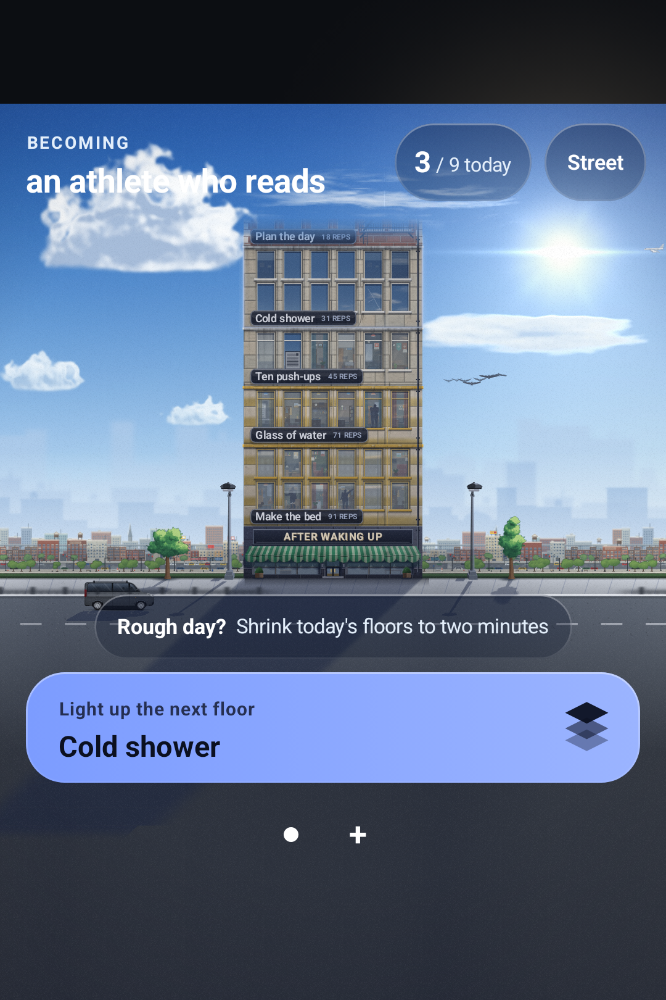 BECOMING
an athlete who reads
3 / 9 today
Street
Plan the day 18 REPS
Cold shower 31 REPS
Ten push-ups 45 REPS
Glass of water 71 REPS
Make the bed 91 REPS
AFTER WAKING UP
Rough day? Shrink today's floors to two minutes
Light up the next floor
Cold shower